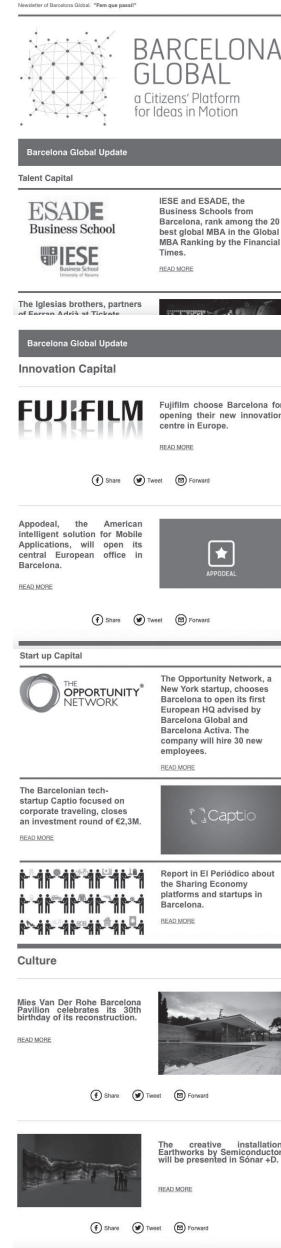 Newsletter of Barcelona Global. "Fem que passi!"
BARCELONA
GLOBAL
a Citizens' Platform
for Ideas in Motion
Barcelona Global Update
Talent Capital
ESADE
Business School
IESE
Business School
University of Navarra
IESE and ESADE, the
Business Schools from
Barcelona, rank among the 20
best global MBA in the Global
MBA Ranking by the Financial
Times.
READ MORE
The Iglesias brothers, partners
of Ferran Adrià at Tickets
Barcelona Global Update
Innovation Capital
FUJIFILM
Fujifilm choose Barcelona for
opening their new innovation
centre in Europe.
READ MORE
Share Tweet Forward
Appodeal, the American
intelligent solution for Mobile
Applications, will open its
central European office in
Barcelona.
READ MORE
APPODEAL
Share Tweet Forward
Start up Capital
THE
OPPORTUNITY®
NETWORK
The Opportunity Network, a
New York startup, chooses
Barcelona to open its first
European HQ advised by
Barcelona Global and
Barcelona Activa. The
company will hire 30 new
employees.
READ MORE
The Barcelonian tech-
startup Captio focused on
corporate traveling, closes
an investment round of €2,3M.
READ MORE
Captio
Report in El Periódico about
the Sharing Economy
platforms and startups in
Barcelona.
READ MORE
Culture
Mies Van Der Rohe Barcelona
Pavilion celebrates its 30th
birthday of its reconstruction.
READ MORE
Share Tweet Forward
The creative installation
Earthworks by Semiconductor
will be presented in Sónar +D.
READ MORE
Share Tweet Forward